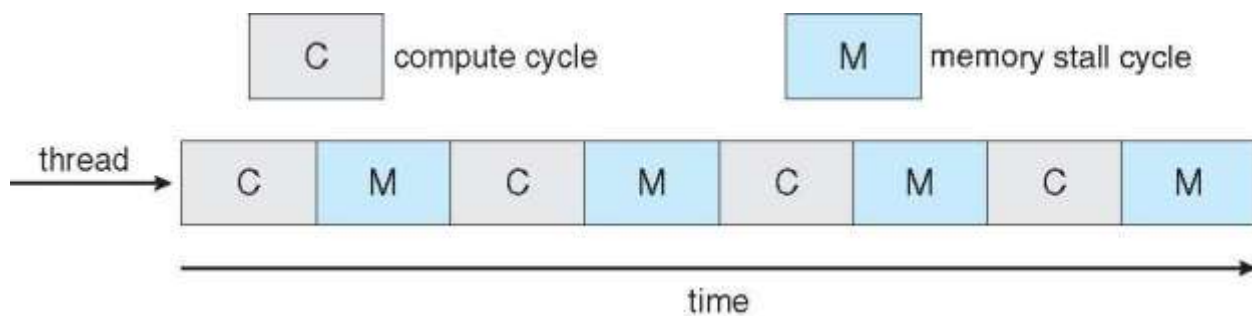 C compute cycle M memory stall cycle
thread
C M C M C M C M
time